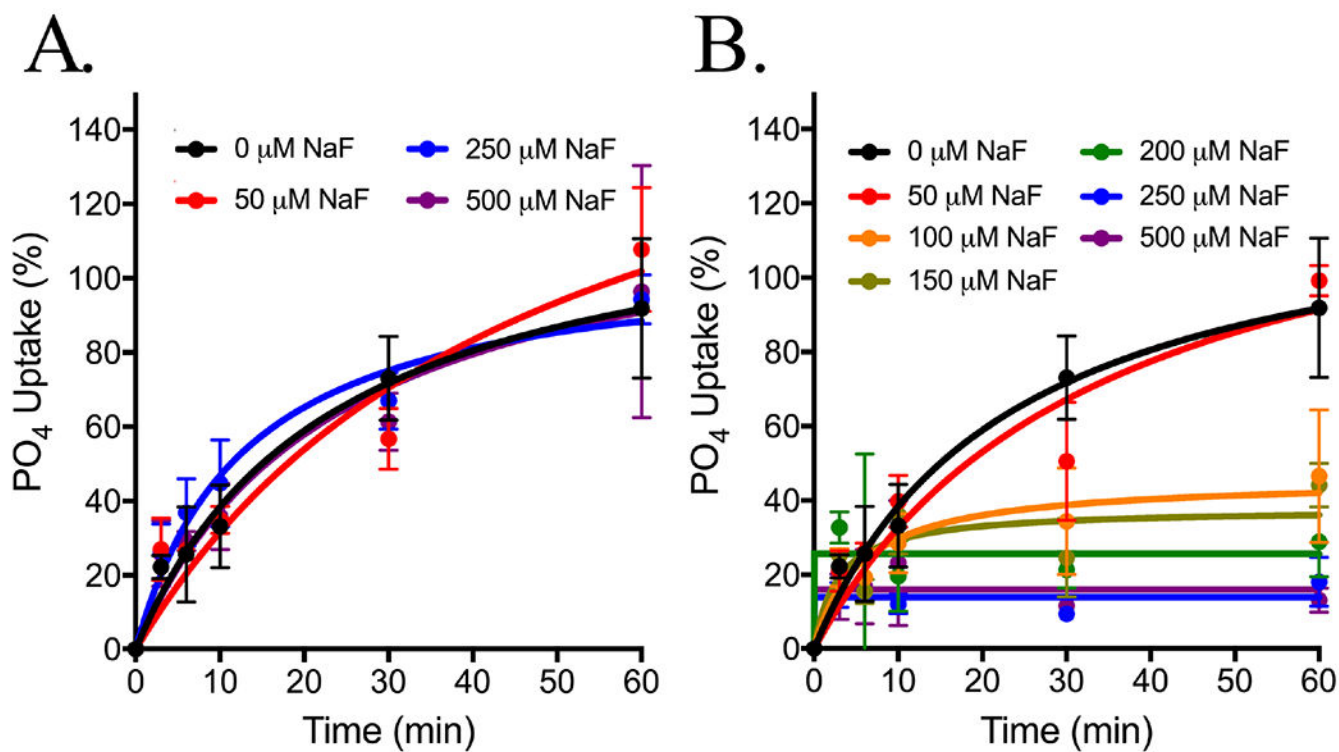 A.
140
120
100
80
60
40
20
0
PO4 Uptake (%)
0 μM NaF
50 μM NaF
250 μM NaF
500 μM NaF
0 10 20 30 40 50 60
Time (min)
B.
140
120
100
80
60
40
20
0
PO4 Uptake (%)
0 μM NaF
50 μM NaF
100 μM NaF
150 μM NaF
200 μM NaF
250 μM NaF
500 μM NaF
0 10 20 30 40 50 60
Time (min)